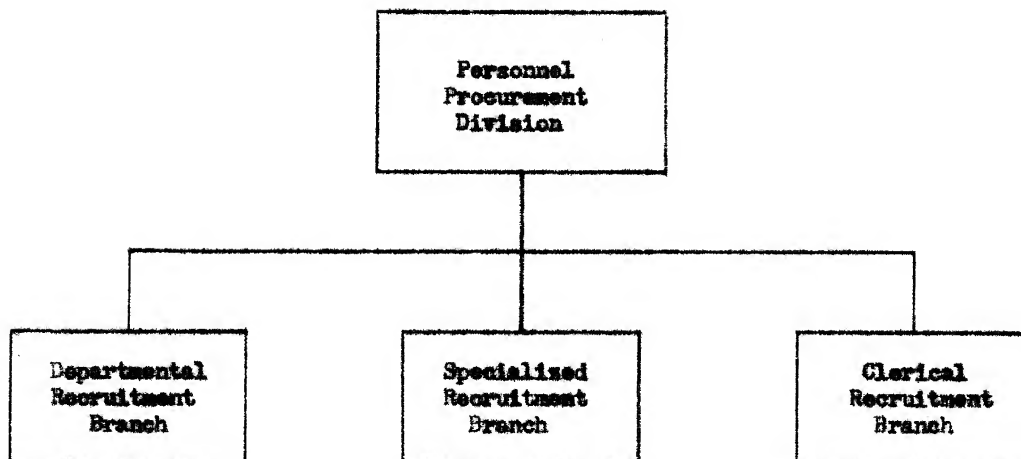 Personnel
Procurement
Division
Departmental
Recruitment
Branch
Specialized
Recruitment
Branch
Clerical
Recruitment
Branch